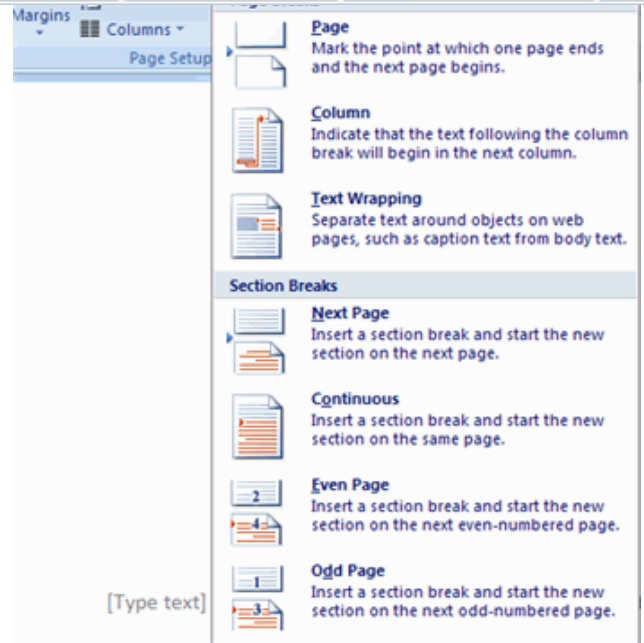 Margins
Columns
Page Setup
Page Breaks
Page
Mark the point at which one page ends
and the next page begins.
Column
Indicate that the text following the column
break will begin in the next column.
Text Wrapping
Separate text around objects on web
pages, such as caption text from body text.
Section Breaks
Next Page
Insert a section break and start the new
section on the next page.
Continuous
Insert a section break and start the new
section on the same page.
2
4
Even Page
Insert a section break and start the new
section on the next even-numbered page.
1
3
Odd Page
Insert a section break and start the new
section on the next odd-numbered page.
[Type text]